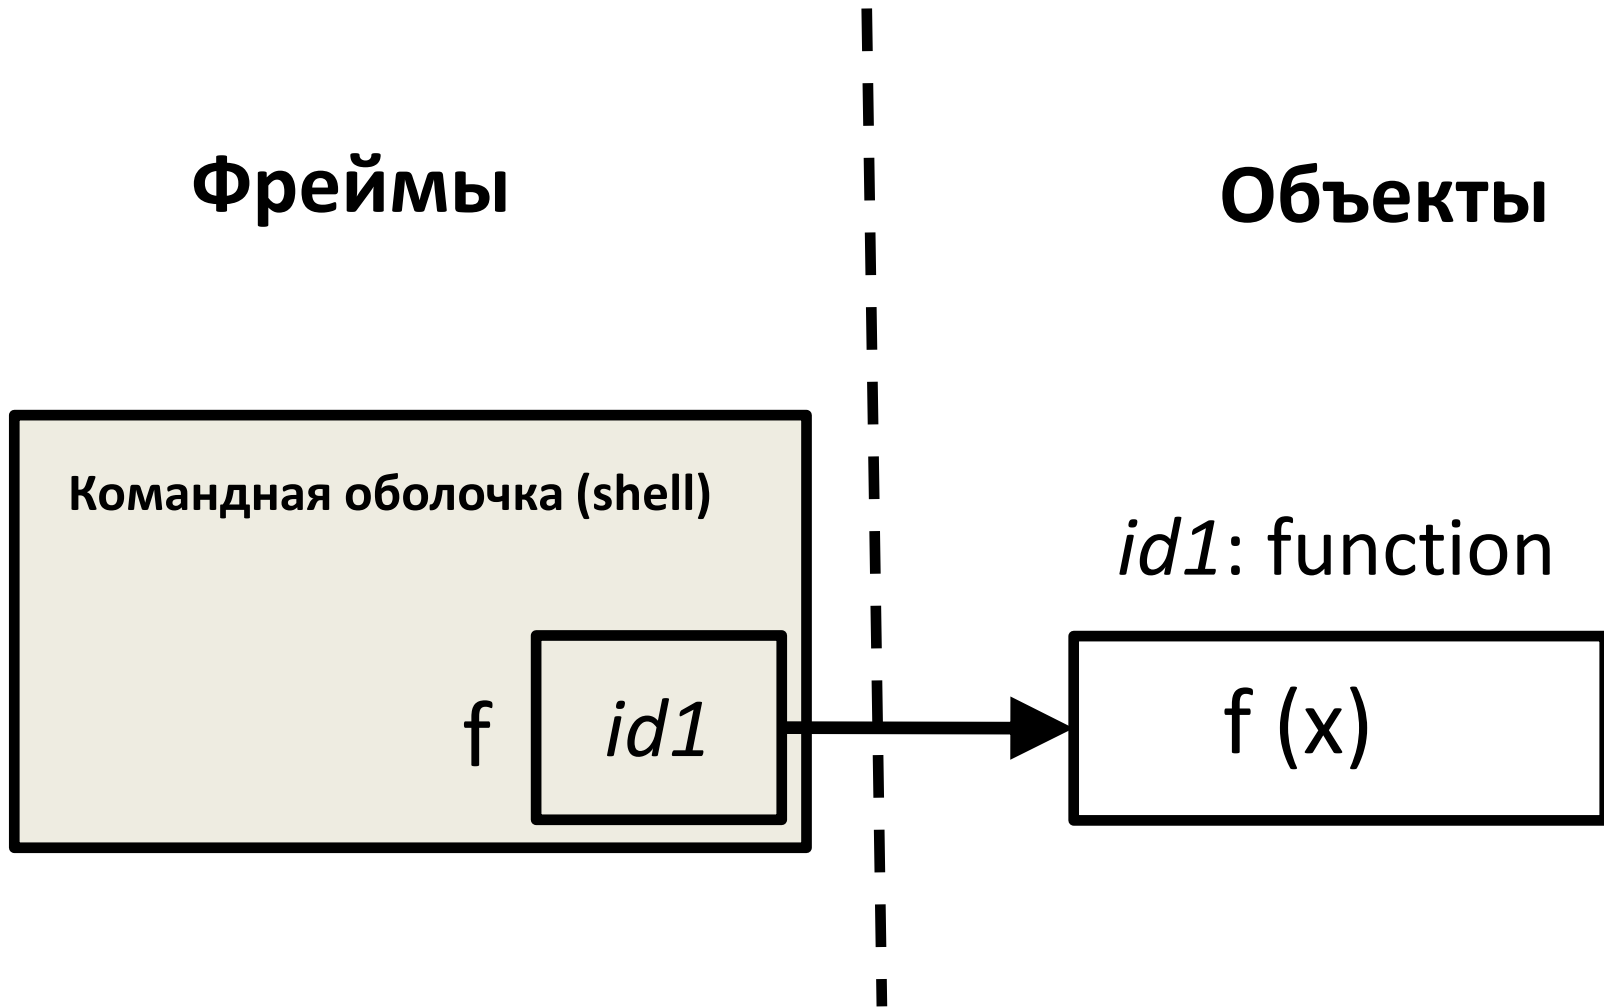 Фреймы
Объекты
Командная оболочка (shell)
id1: function
f
id1
f (x)